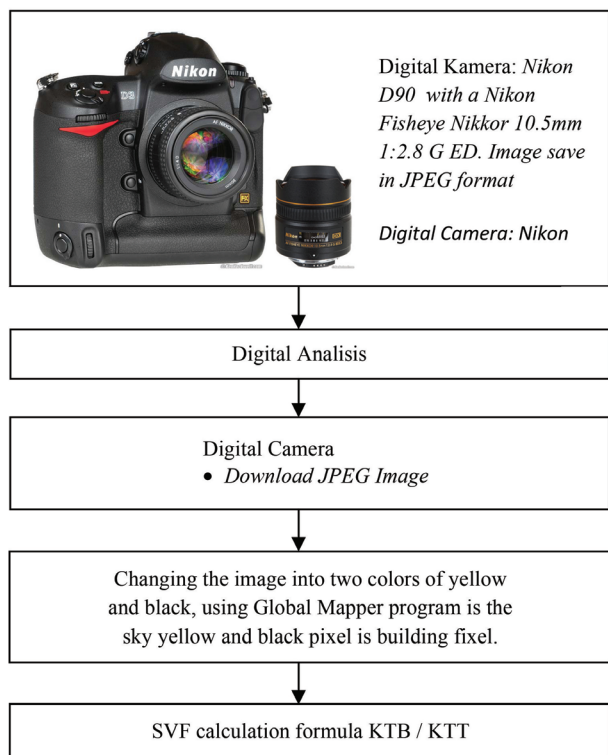 Nikon
D3
Digital Kamera: Nikon
D90 with a Nikon
Fisheye Nikkor 10.5mm
1:2.8 G ED. Image save
in JPEG format
Digital Camera: Nikon
Digital Analisis
Digital Camera
• Download JPEG Image
Changing the image into two colors of yellow
and black, using Global Mapper program is the
sky yellow and black pixel is building fixel.
SVF calculation formula KTB / KTT